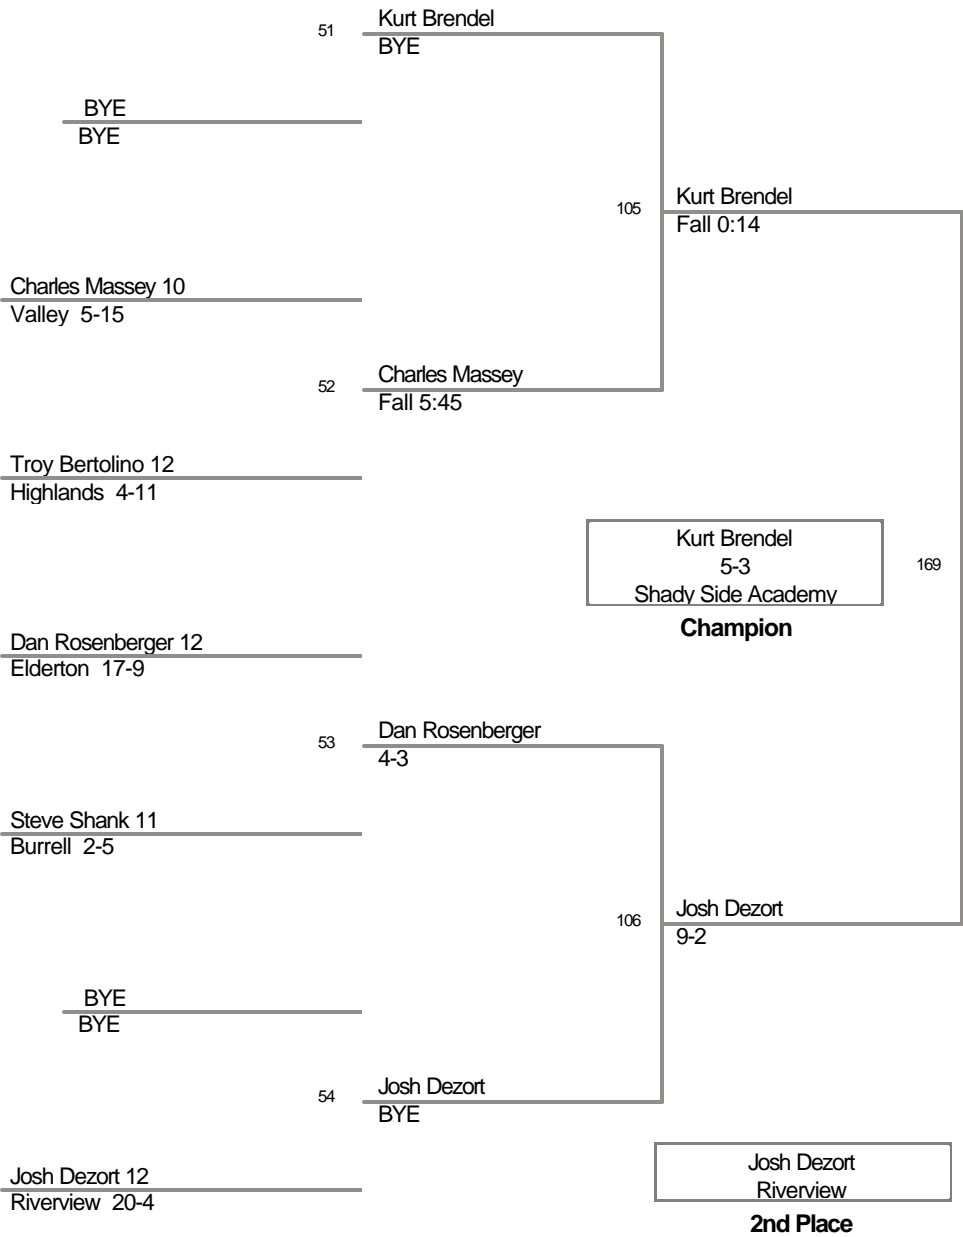 51
Kurt Brendel
BYE
BYE
BYE
105
Kurt Brendel
Fall 0:14
Charles Massey 10
Valley 5-15
52
Charles Massey
Fall 5:45
Troy Bertolino 12
Highlands 4-11
Kurt Brendel
5-3
Shady Side Academy
169
Champion
Dan Rosenberger 12
Elderton 17-9
53
Dan Rosenberger
4-3
Steve Shank 11
Burrell 2-5
106
Josh Dezort
9-2
BYE
BYE
54
Josh Dezort
BYE
Josh Dezort 12
Riverview 20-4
Josh Dezort
Riverview
2nd Place